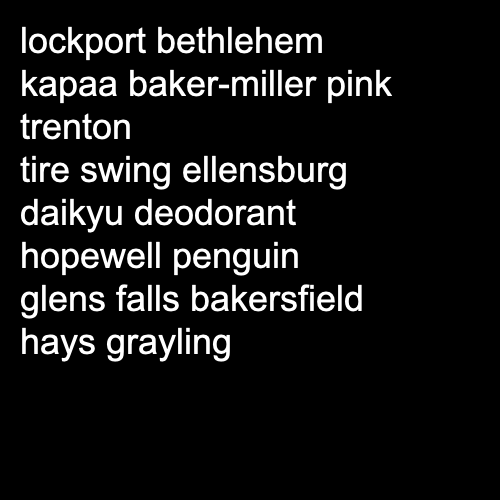 lockport bethlehem
kapaa baker-miller pink
trenton
tire swing ellensburg
daikyu deodorant
hopewell penguin
glens falls bakersfield
hays grayling